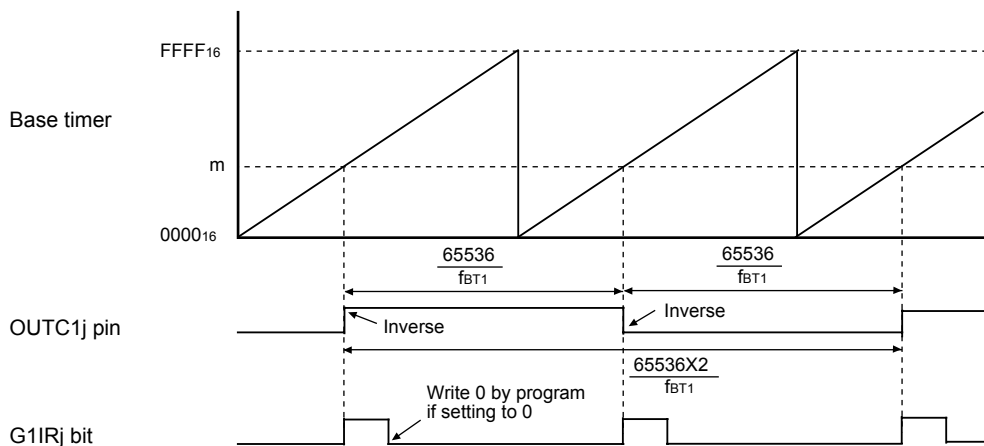 FFFF16
Base timer
m
000016
65536
fBT1
65536
fBT1
OUTC1j pin
Inverse
Inverse
65536X2
fBT1
Write 0 by program
if setting to 0
G1IRj bit